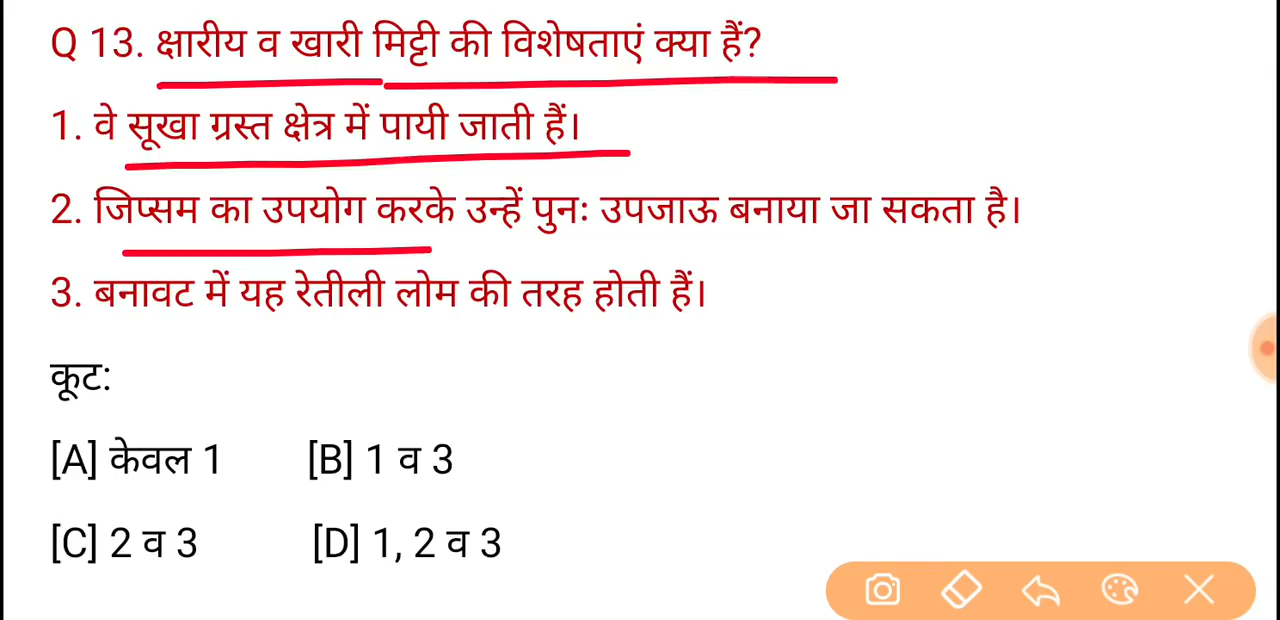 Q 13. क्षारीय व खारी मिट्टी की विशेषताएं क्या हैं?
1. वे सूखा ग्रस्त क्षेत्र में पायी जाती हैं।
2. जिप्सम का उपयोग करके उन्हें पुनः उपजाऊ बनाया जा सकता है।
3. बनावट में यह रेतीली लोम की तरह होती हैं।
कूट:
[A] केवल 1 [B] 1 व 3
[C] 2 व 3 [D] 1, 2 व 3